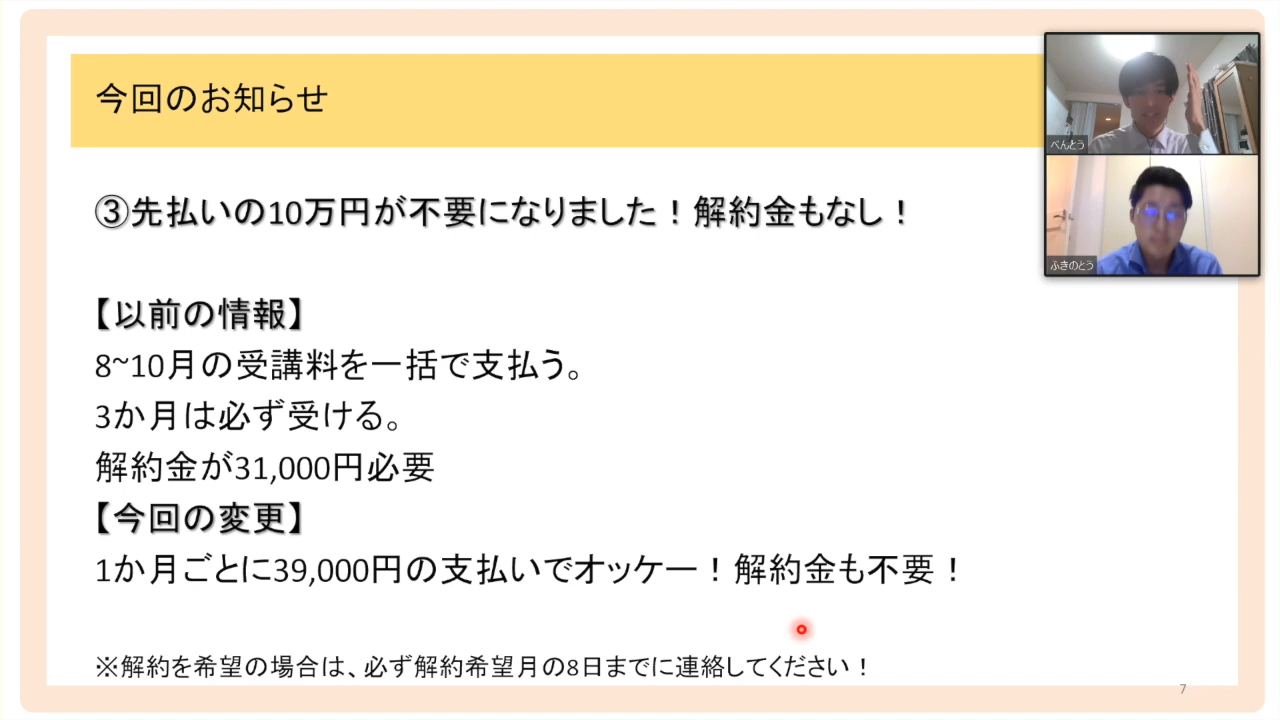 今回のお知らせ
③先払いの10万円が不要になりました！解約金もなし！
【以前の情報】
8~10月の受講料を一括で支払う。
3か月は必ず受ける。
解約金が31,000円必要
【今回の変更】
1か月ごとに39,000円の支払いでオッケー！解約金も不要！
※解約を希望の場合は、必ず解約希望月の8日までに連絡してください！
7
べんとう
ふきのとう